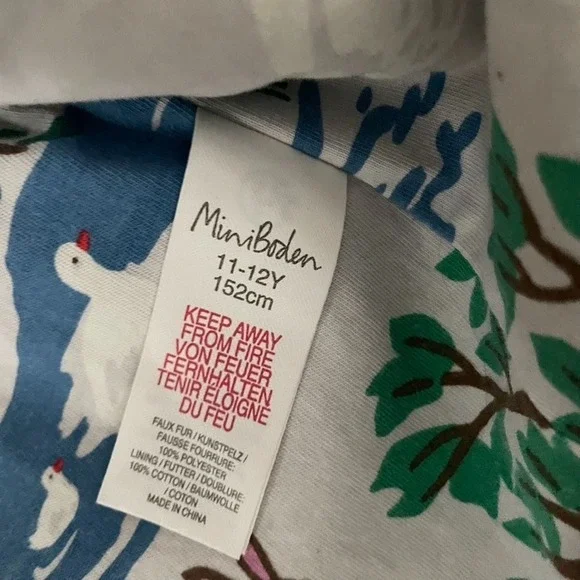 MiniBoden
11-12Y
152cm
KEEP AWAY
FROM FIRE
VON FEUER
FERNHALTEN
TENIR ELOIGNE
DU FEU
FAUX FUR / KUNSTPELZ /
FAUSSE FOURRURE:
100% POLYESTER
LINING / FUTTER / DOUBLURE:
100% COTTON / BAUMWOLLE
/ COTON
MADE IN CHINA